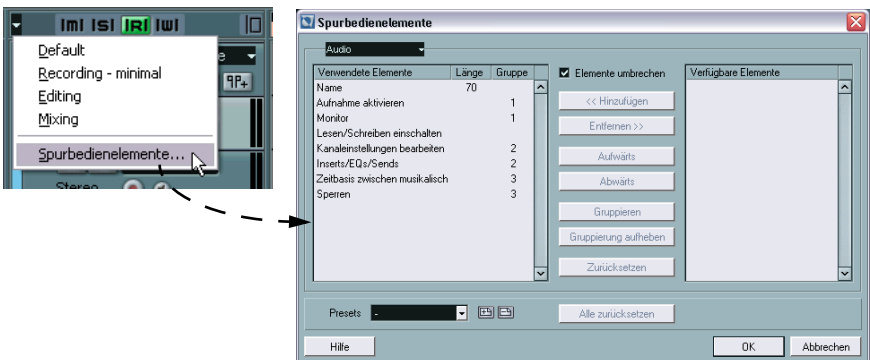 |m| |S| |R| |W|
Default
Recording - minimal
Editing
Mixing
Spurbedienelemente...
Stereo
Spurbedienelemente
Audio
Verwendete Elemente Länge Gruppe
Name 70
Aufnahme aktivieren 1
Monitor 1
Lesen/Schreiben einschalten
Kanaleinstellungen bearbeiten 2
Inserts/EQs/Sends 2
Zeitbasis zwischen musikalisch 3
Sperren 3
Elemente umbrechen
<< Hinzufügen
Entfernen >>
Aufwärts
Abwärts
Gruppieren
Gruppierung aufheben
Zurücksetzen
Verfügbare Elemente
Presets -
Alle zurücksetzen
Hilfe
OK
Abbrechen